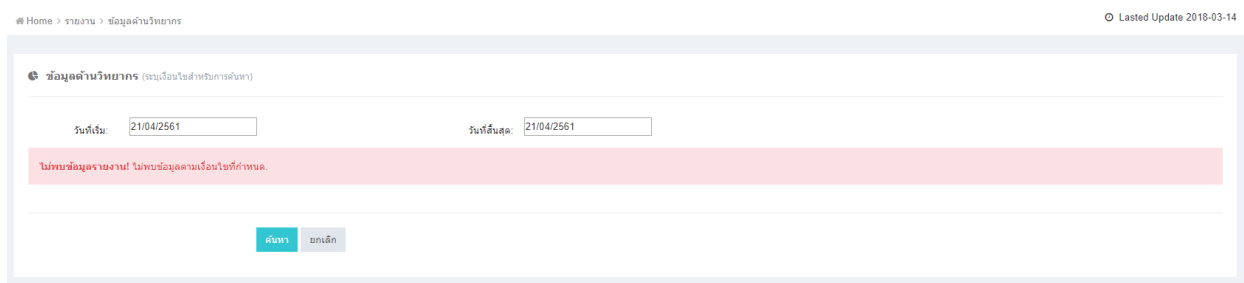 Home > รายงาน > ข้อมูลด้านวิทยากร
Lasted Update 2018-03-14
ข้อมูลด้านวิทยากร (ระบุเงื่อนไขสำหรับการค้นหา)
วันที่เริ่ม: 21/04/2561 วันที่สิ้นสุด: 21/04/2561
ไม่พบข้อมูลรายงาน! ไม่พบข้อมูลตามเงื่อนไขที่กำหนด.
ค้นหา ยกเลิก